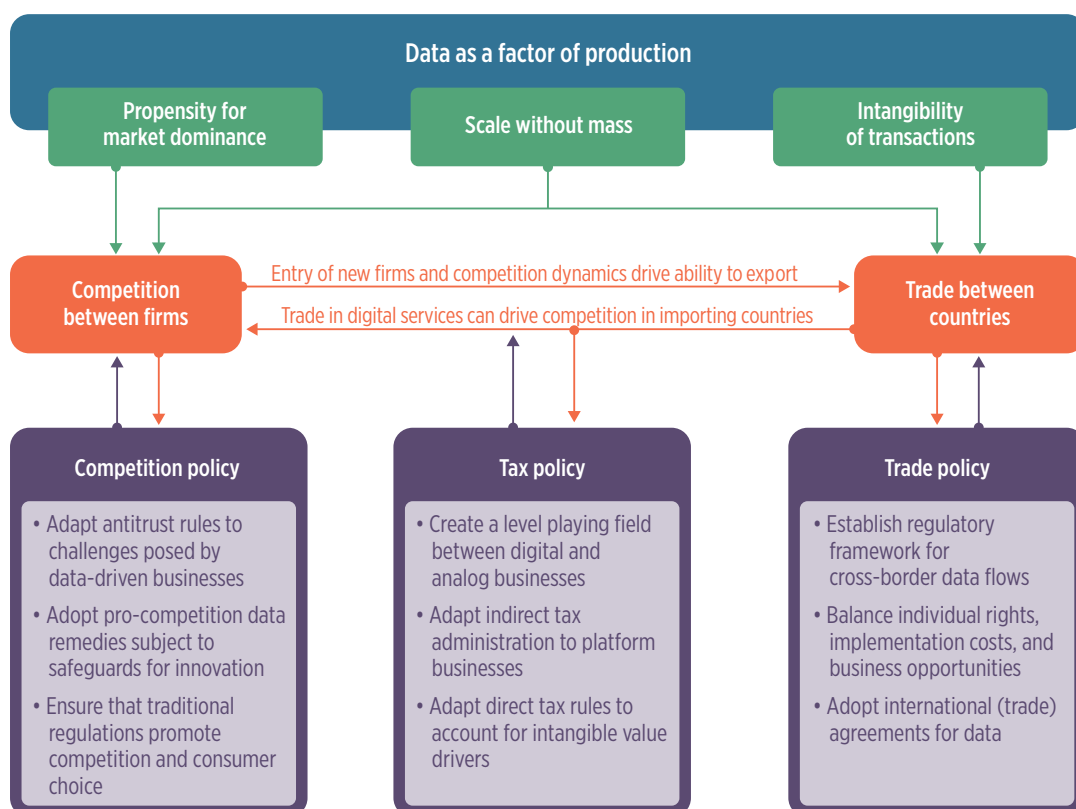 Data as a factor of production
Propensity for
market dominance
Scale without mass
Intangibility
of transactions
Competition
between firms
Entry of new firms and competition dynamics drive ability to export
Trade in digital services can drive competition in importing countries
Trade between
countries
Competition policy
• Adapt antitrust rules to
challenges posed by
data-driven businesses
• Adopt pro-competition data
remedies subject to
safeguards for innovation
• Ensure that traditional
regulations promote
competition and consumer
choice
Tax policy
• Create a level playing field
between digital and
analog businesses
• Adapt indirect tax
administration to platform
businesses
• Adapt direct tax rules to
account for intangible value
drivers
Trade policy
• Establish regulatory
framework for
cross-border data flows
• Balance individual rights,
implementation costs, and
business opportunities
• Adopt international (trade)
agreements for data